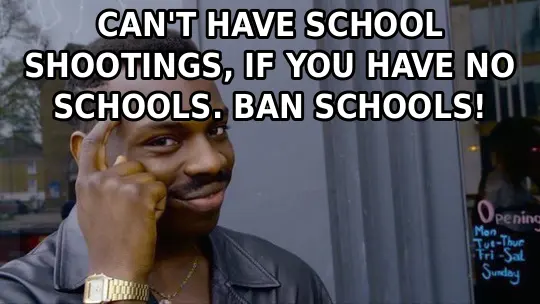 CAN'T HAVE SCHOOL
SHOOTINGS, IF YOU HAVE NO
SCHOOLS. BAN SCHOOLS!
Opening
Mon
Tue-Thur
Fri-Sat
Sunday